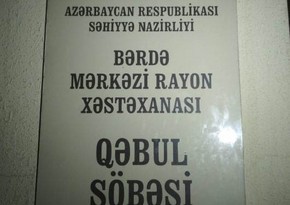 AZƏRBAYCAN RESPUBLİKASI
SƏHİYYƏ NAZİRLİYİ
BƏRDƏ
MƏRKƏZİ RAYON
XƏSTƏXANASI
QƏBUL
ŞÖBƏSİ